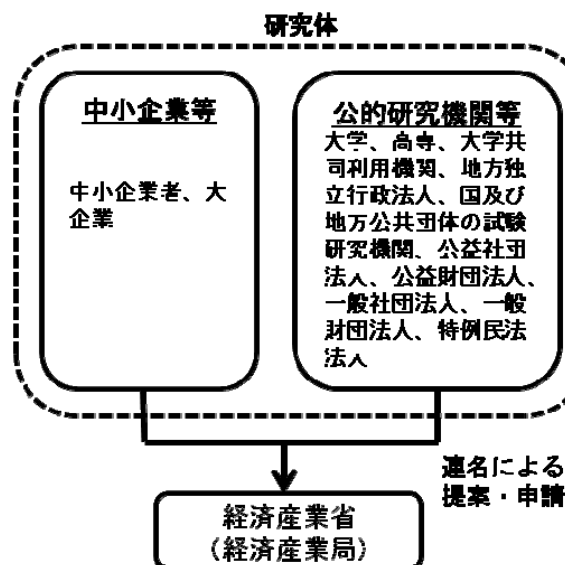 研究体
中小企業等
中小企業者、大
企業
公的研究機関等
大学、高専、大学共
同利用機関、地方独
立行政法人、国及び
地方公共団体の試験
研究機関、公益社団
法人、公益財団法人、
一般社団法人、一般
財団法人、特例民法
法人
連名による
提案・申請
経済産業省
（経済産業局）